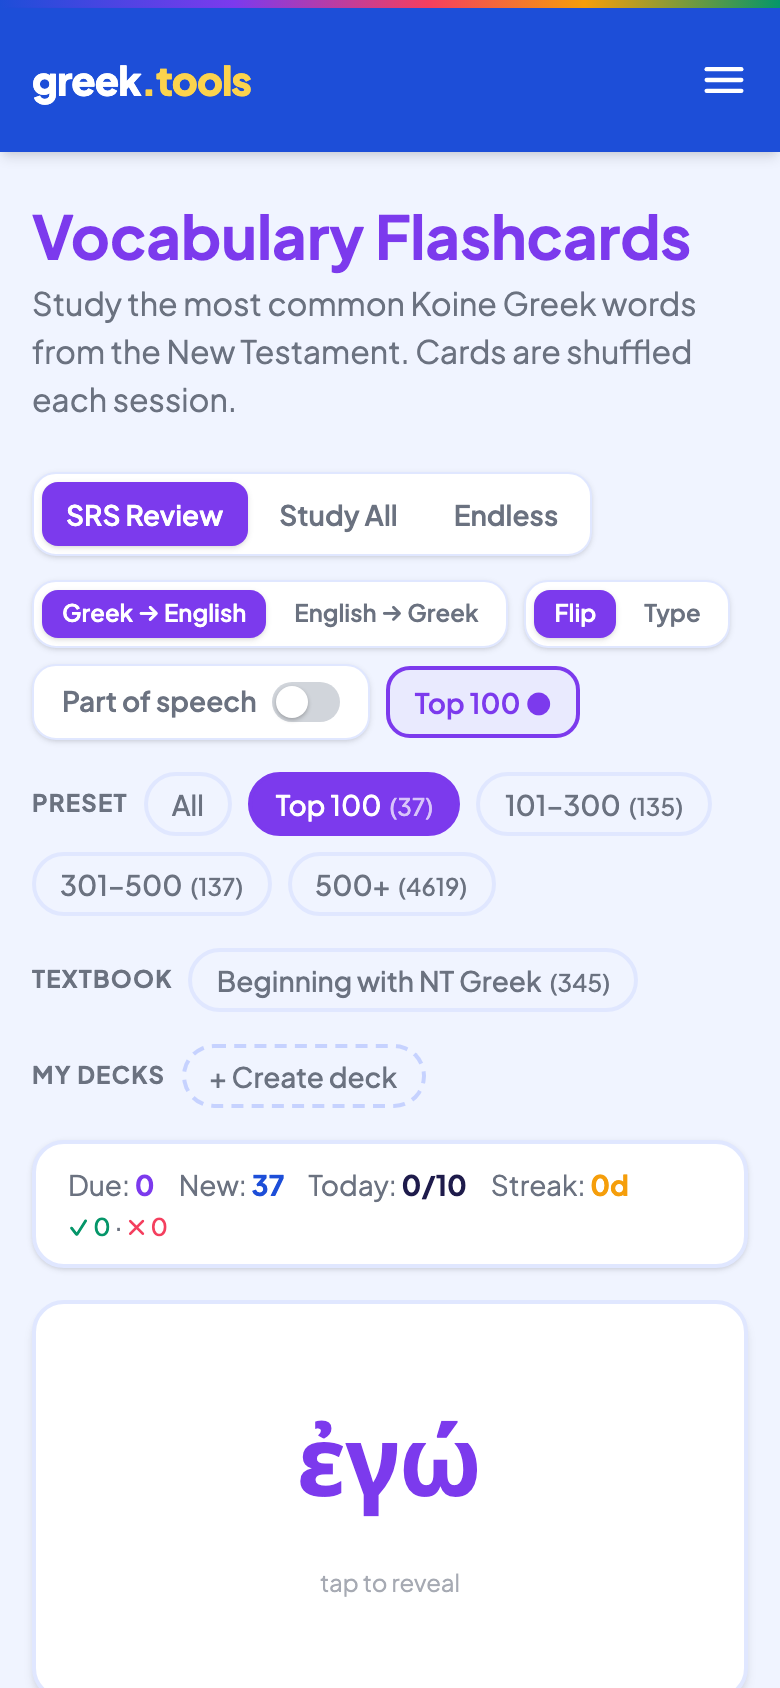 greek.tools
Vocabulary Flashcards
Study the most common Koine Greek words
from the New Testament. Cards are shuffled
each session.
SRS Review Study All Endless
Greek → English English → Greek Flip Type
Part of speech Top 100 ●
PRESET All Top 100 (37) 101–300 (135)
301–500 (137) 500+ (4619)
TEXTBOOK Beginning with NT Greek (345)
MY DECKS + Create deck
Due: 0 New: 37 Today: 0/10 Streak: 0d
✓ 0 · ✕ 0
ἐγώ
tap to reveal